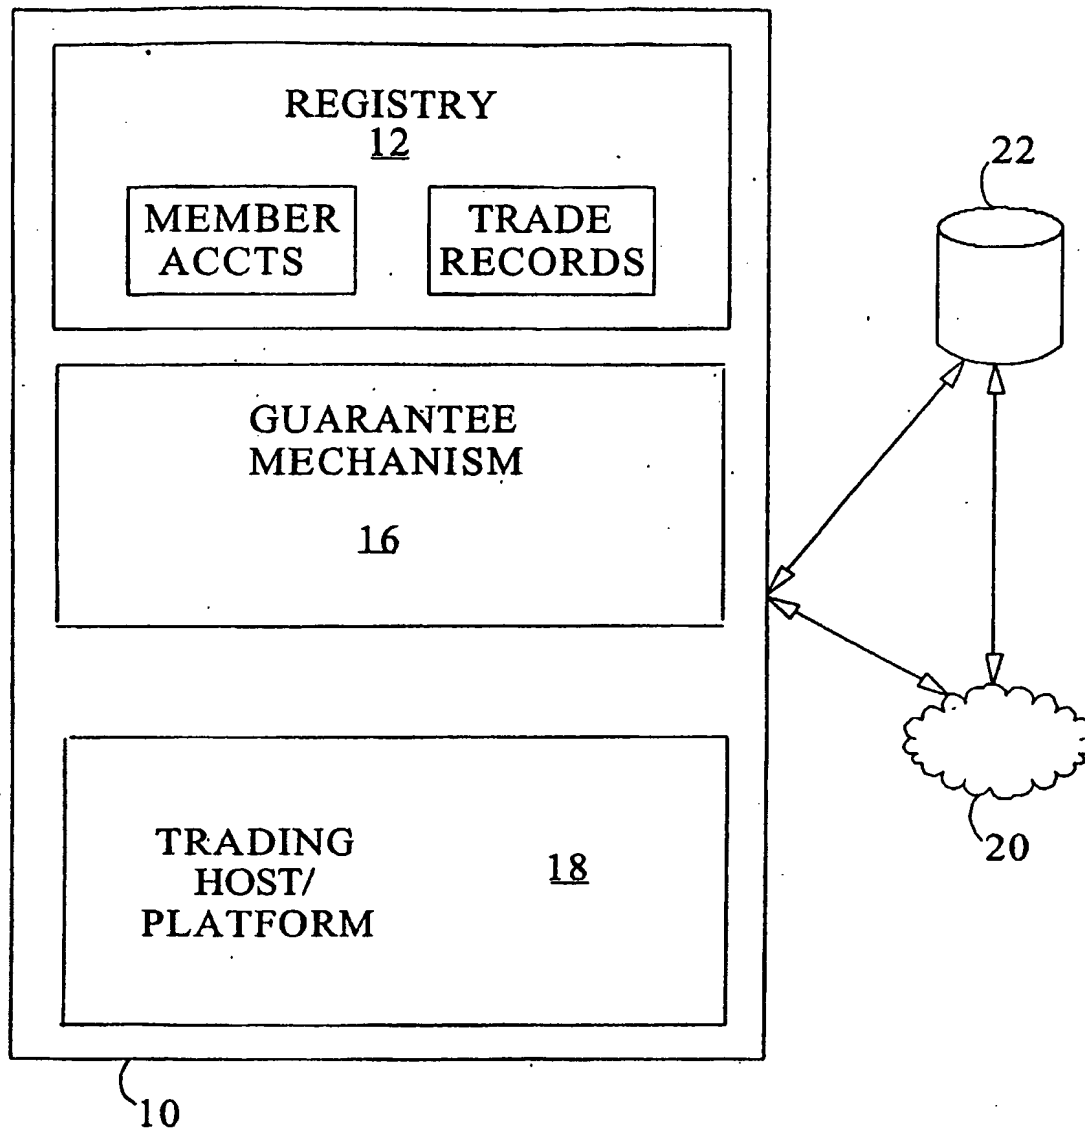 REGISTRY
12
MEMBER
ACCTS
TRADE
RECORDS
22
GUARANTEE
MECHANISM
16
TRADING
HOST/
PLATFORM
18
20
10